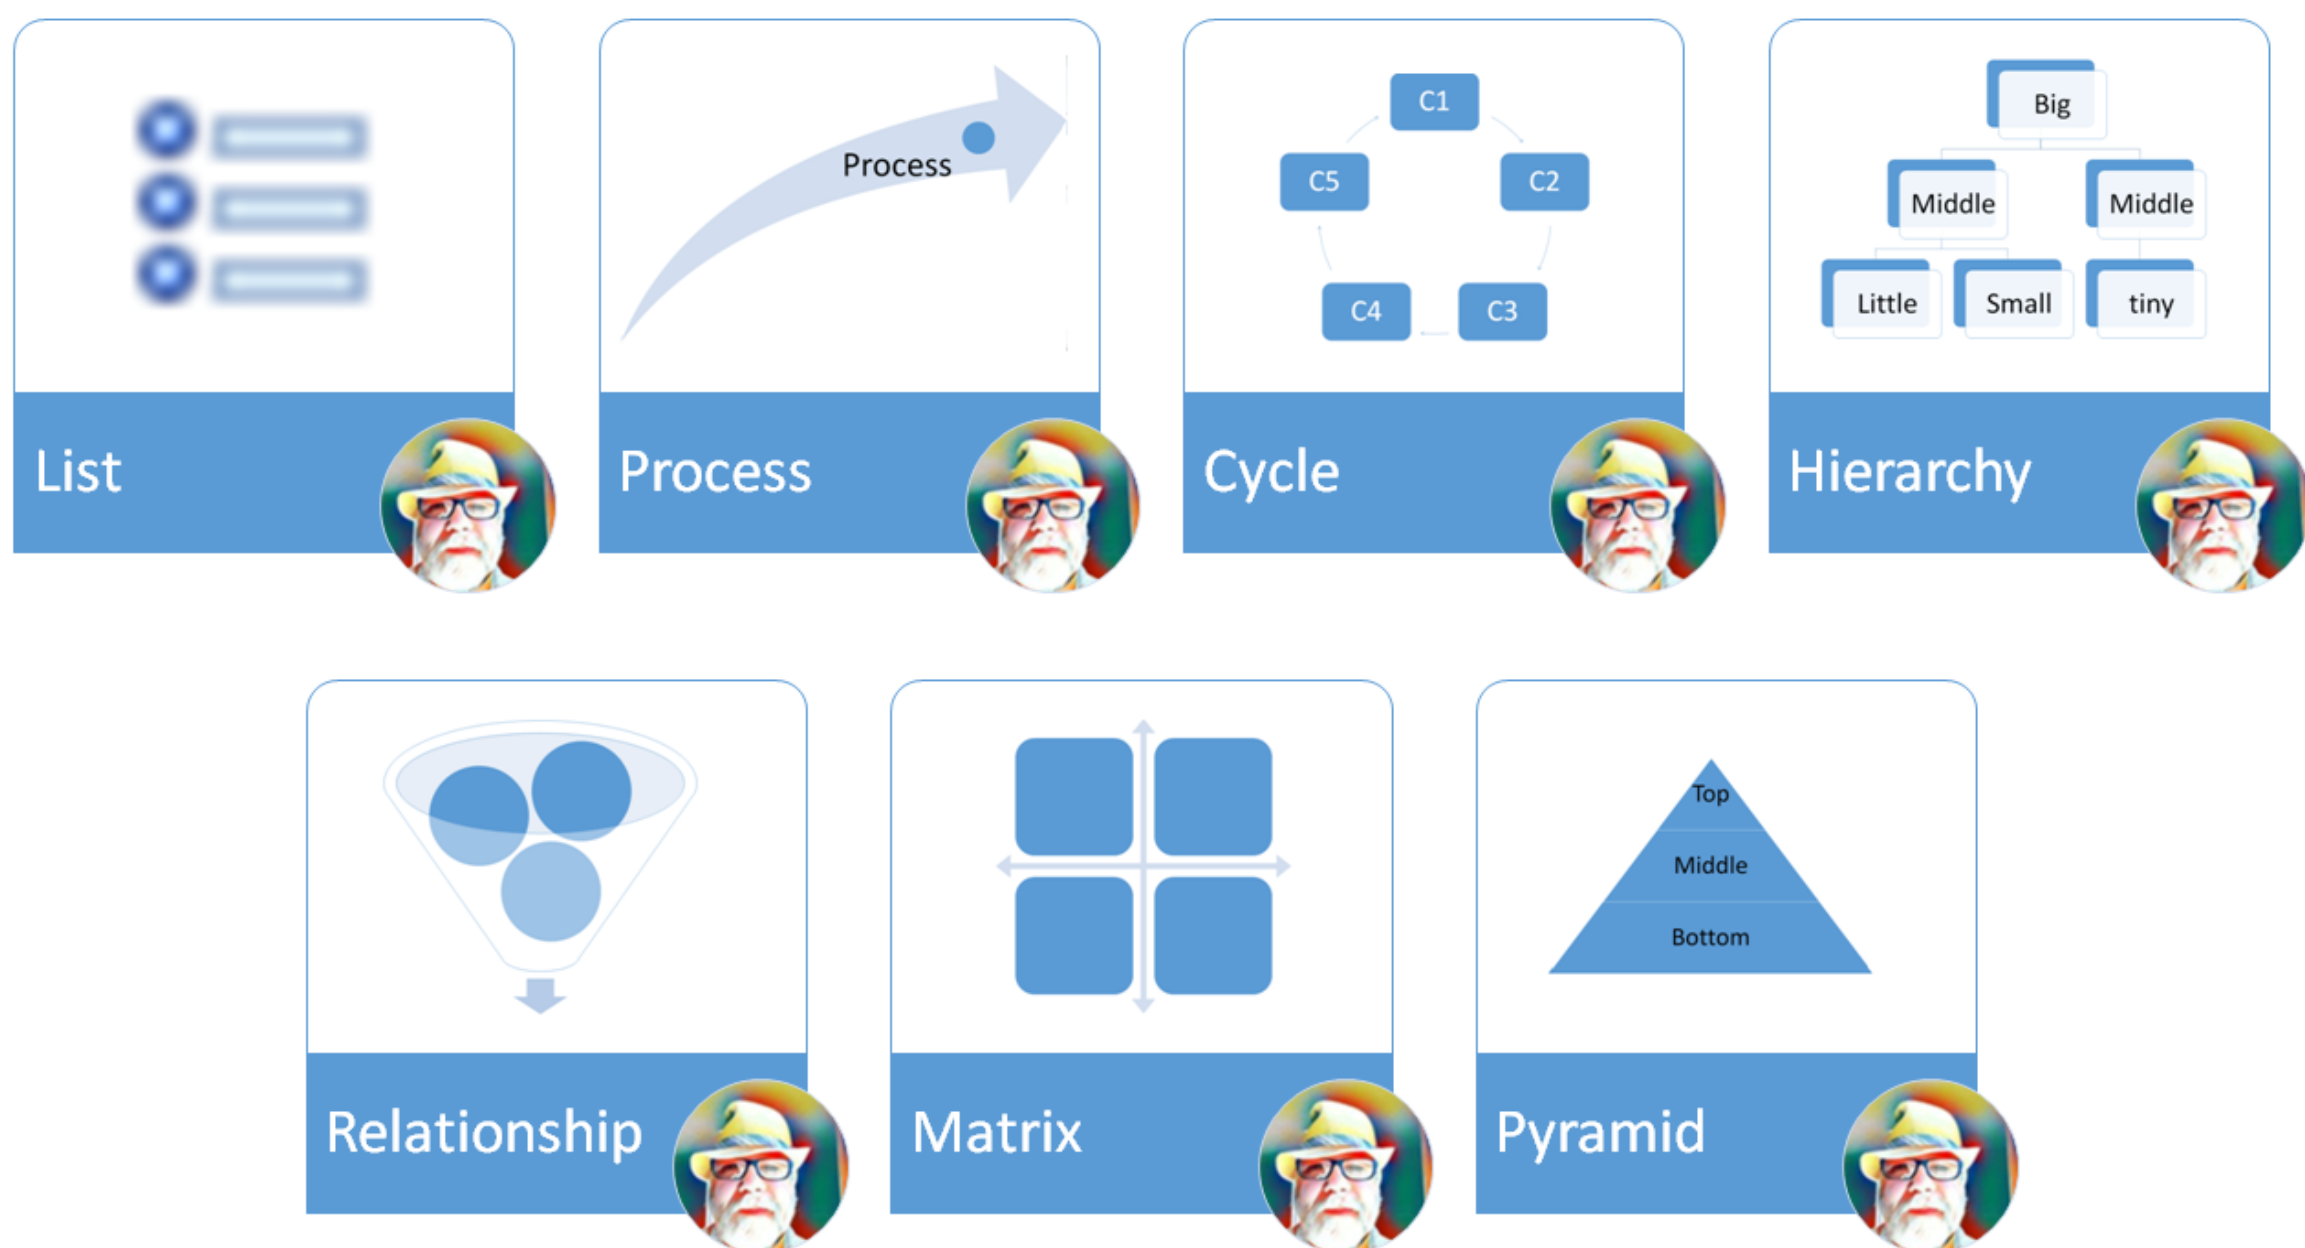 Process
C1
C5
C2
C4
C3
Big
Middle
Middle
Little
Small
tiny
List
Process
Cycle
Hierarchy
Top
Middle
Bottom
Relationship
Matrix
Pyramid